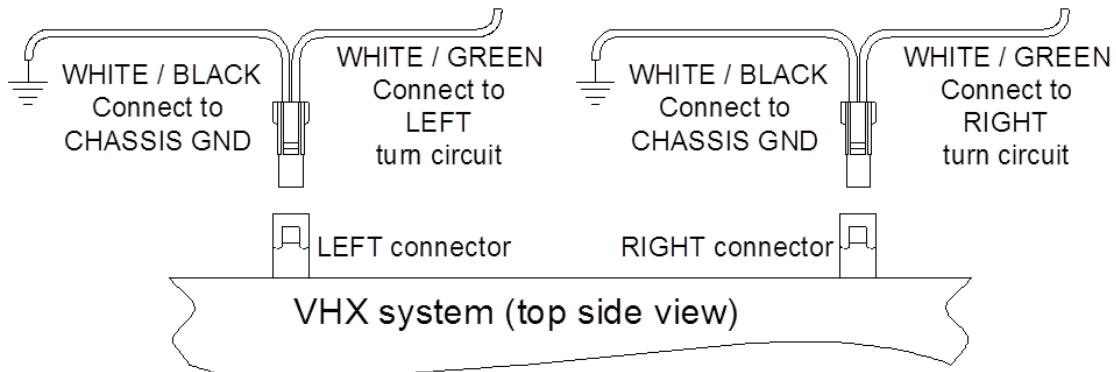 WHITE / BLACK
Connect to
CHASSIS GND
WHITE / GREEN
Connect to
LEFT
turn circuit
WHITE / BLACK
Connect to
CHASSIS GND
WHITE / GREEN
Connect to
RIGHT
turn circuit
LEFT connector
RIGHT connector
VHX system (top side view)